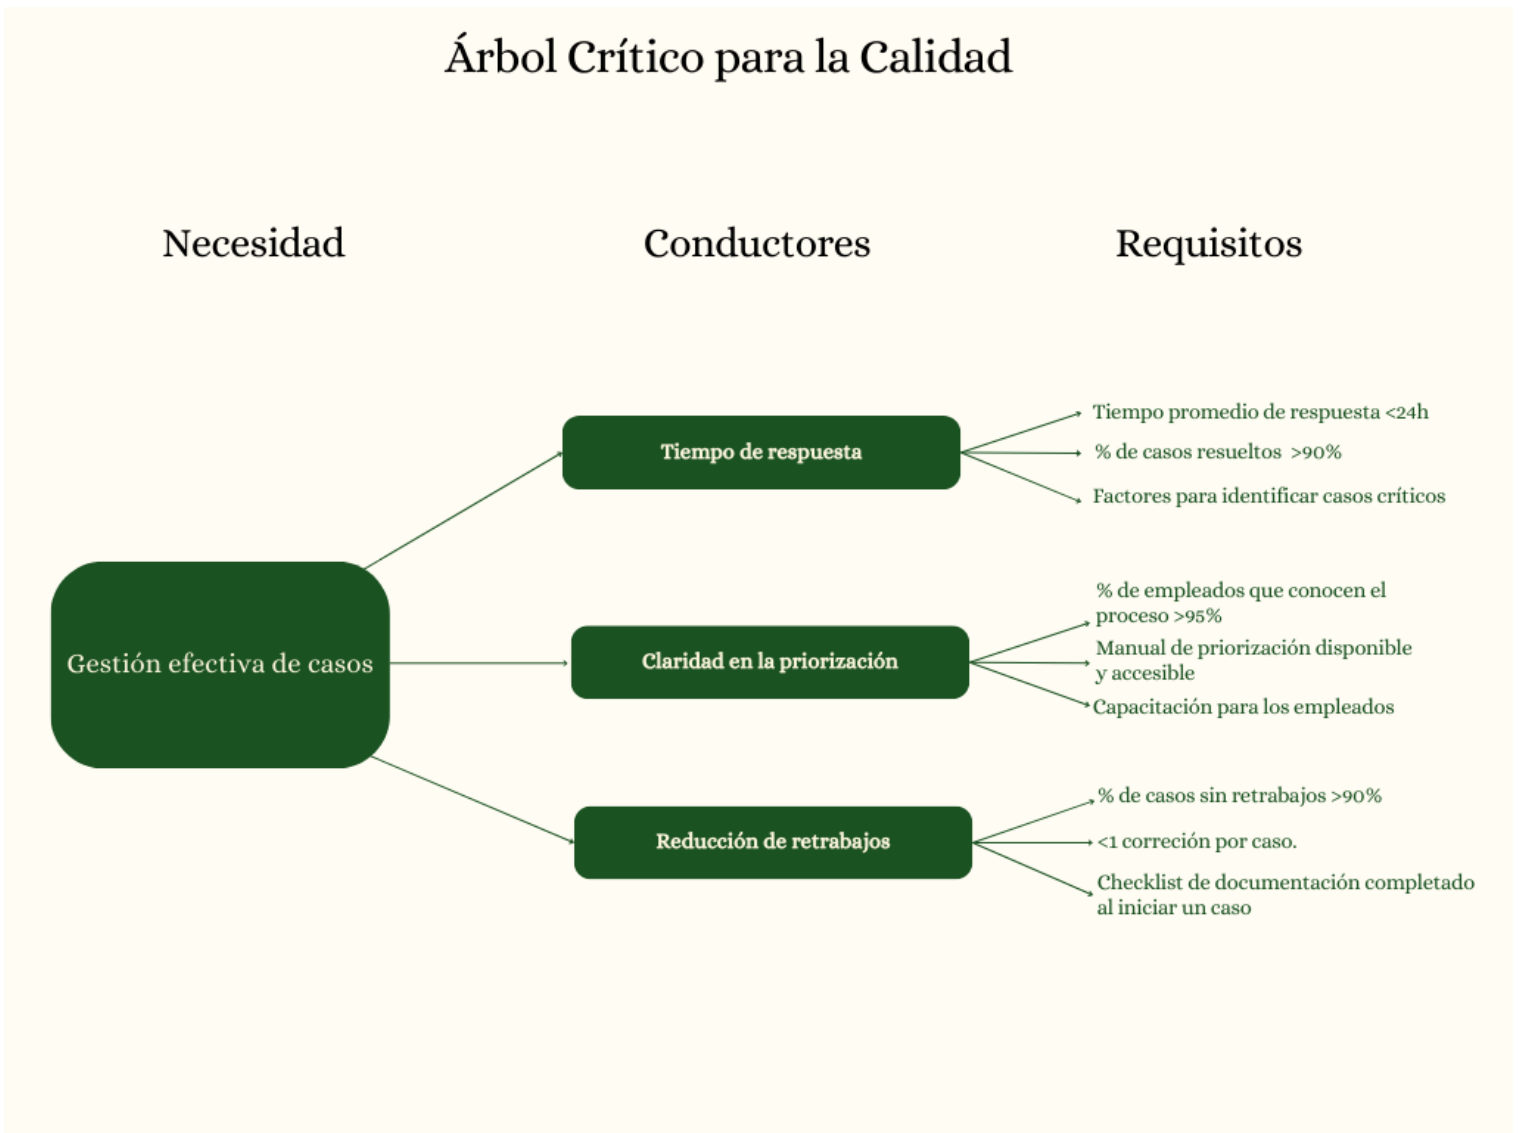 Árbol Crítico para la Calidad
Necesidad
Conductores
Requisitos
Gestión efectiva de casos
Tiempo de respuesta
Tiempo promedio de respuesta <24h
% de casos resueltos >90%
Factores para identificar casos críticos
Claridad en la priorización
% de empleados que conocen el
proceso >95%
Manual de priorización disponible
y accesible
Capacitación para los empleados
Reducción de retrabajos
% de casos sin retrabajos >90%
<1 correción por caso.
Checklist de documentación completado
al iniciar un caso